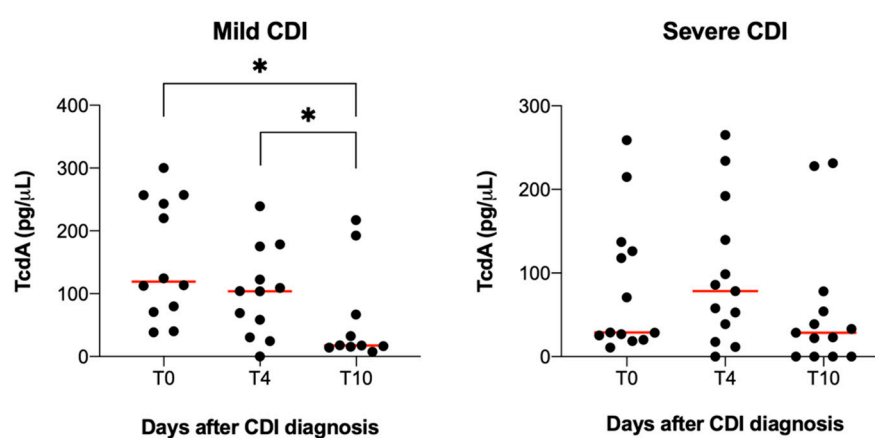 Mild CDI
TcdA (pg/μL)
400
300
200
100
0
*
*
T0 T4 T10
Days after CDI diagnosis
Severe CDI
TcdA (pg/μL)
300
200
100
0
T0 T4 T10
Days after CDI diagnosis